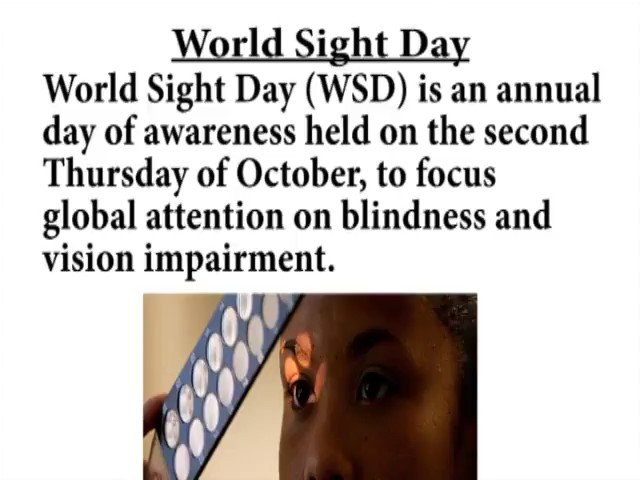 World Sight Day
World Sight Day (WSD) is an annual
day of awareness held on the second
Thursday of October, to focus
global attention on blindness and
vision impairment.